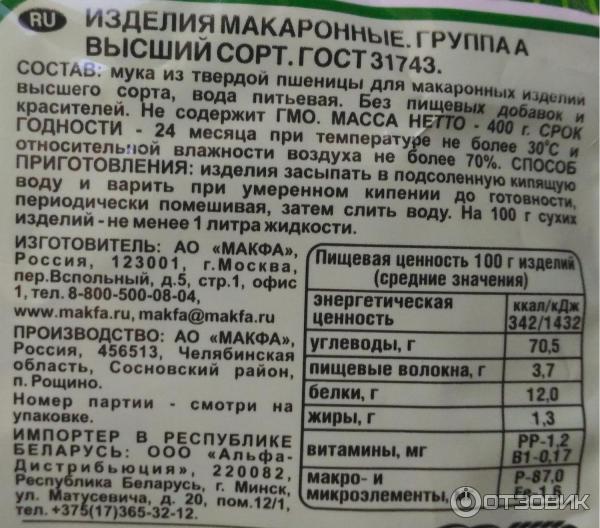 RU
ИЗДЕЛИЯ МАКАРОННЫЕ. ГРУППА А
ВЫСШИЙ СОРТ. ГОСТ 31743.
СОСТАВ: мука из твердой пшеницы для макаронных изделий
высшего сорта, вода питьевая. Без пищевых добавок и
красителей. Не содержит ГМО. МАССА НЕТТО - 400 г. СРОК
ГОДНОСТИ - 24 месяца при температуре не более 30°С и
относительной влажности воздуха не более 70%. СПОСОБ
ПРИГОТОВЛЕНИЯ: изделия засыпать в подсоленную кипящую
воду и варить при умеренном кипении до готовности,
периодически помешивая, затем слить воду. На 100 г сухих
изделий - не менее 1 литра жидкости.
ИЗГОТОВИТЕЛЬ: АО «МАКФА»,
Россия, 123001, г.Москва,
пер.Вспольный, д.5, стр.1, офис
1, тел. 8-800-500-08-04,
www.makfa.ru, makfa@makfa.ru
ПРОИЗВОДСТВО: АО «МАКФА»,
Россия, 456513, Челябинская
область, Сосновский район,
п. Рощино.
Номер партии - смотри на
упаковке.
ИМПОРТЕР В РЕСПУБЛИКЕ
БЕЛАРУСЬ: ООО «Альфа-
Дистрибьюция», 220082,
Республика Беларусь, г. Минск,
ул. Матусевича, д. 20, пом.12/1,
тел. +375(17)365-32-12.
Пищевая ценность 100 г изделий
(средние значения)
энергетическая ккал/кДж
ценность 342/1432
углеводы, г 70,5
пищевые волокна, г 3,7
белки, г 12,0
жиры, г 1,3
витамины, мг РР-1,2
В1-0,17
макро- и Р-87,0
микроэлементы, Fe-1,6
ОТЗОВИК